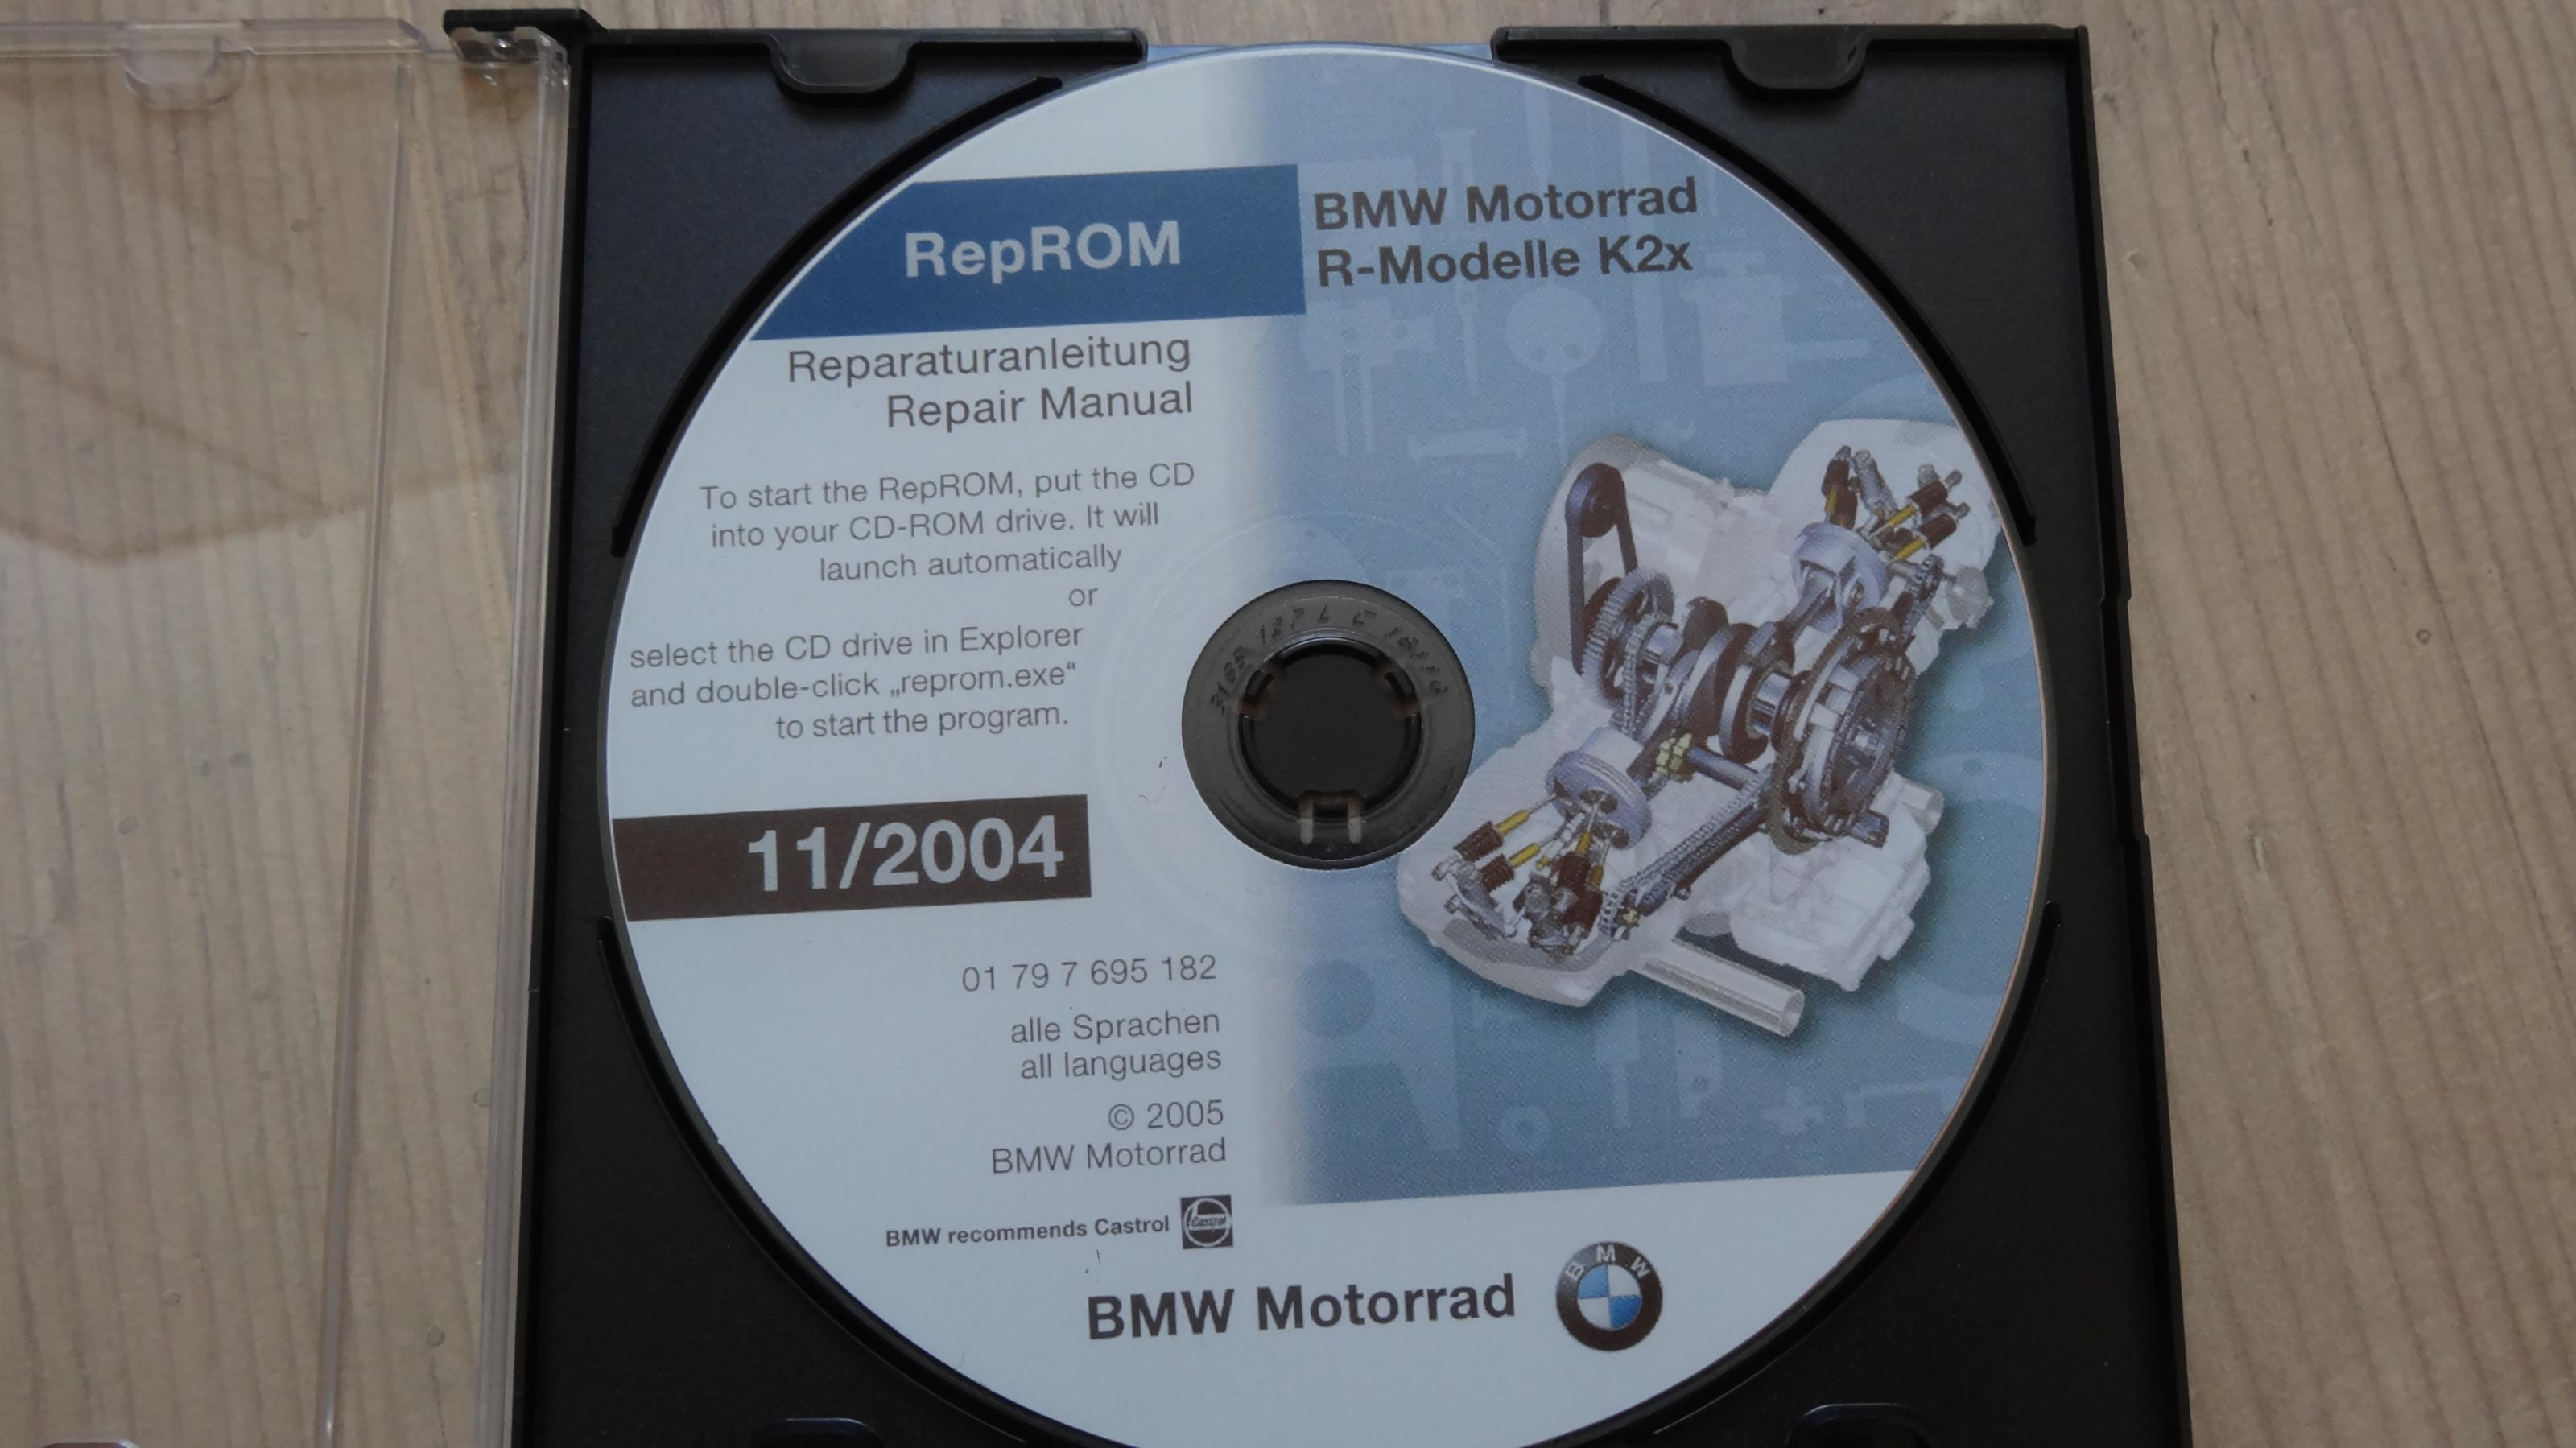 RepROM
BMW Motorrad
R-Modelle K2x
Reparaturanleitung
Repair Manual
To start the RepROM, put the CD
into your CD-ROM drive. It will
launch automatically
or
select the CD drive in Explorer
and double-click „reprom.exe“
to start the program.
11/2004
01 79 7 695 182
alle Sprachen
all languages
© 2005
BMW Motorrad
BMW recommends Castrol
Castrol
BMW Motorrad
BMW